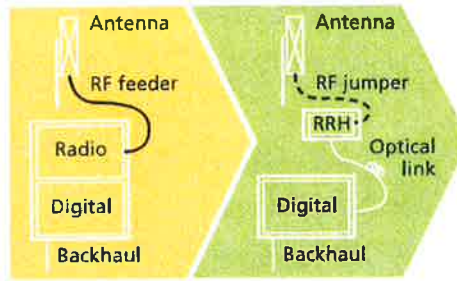 Antenna
RF feeder
Radio
Digital
Backhaul
Antenna
RF jumper
RRH
Optical
link
Digital
Backhaul